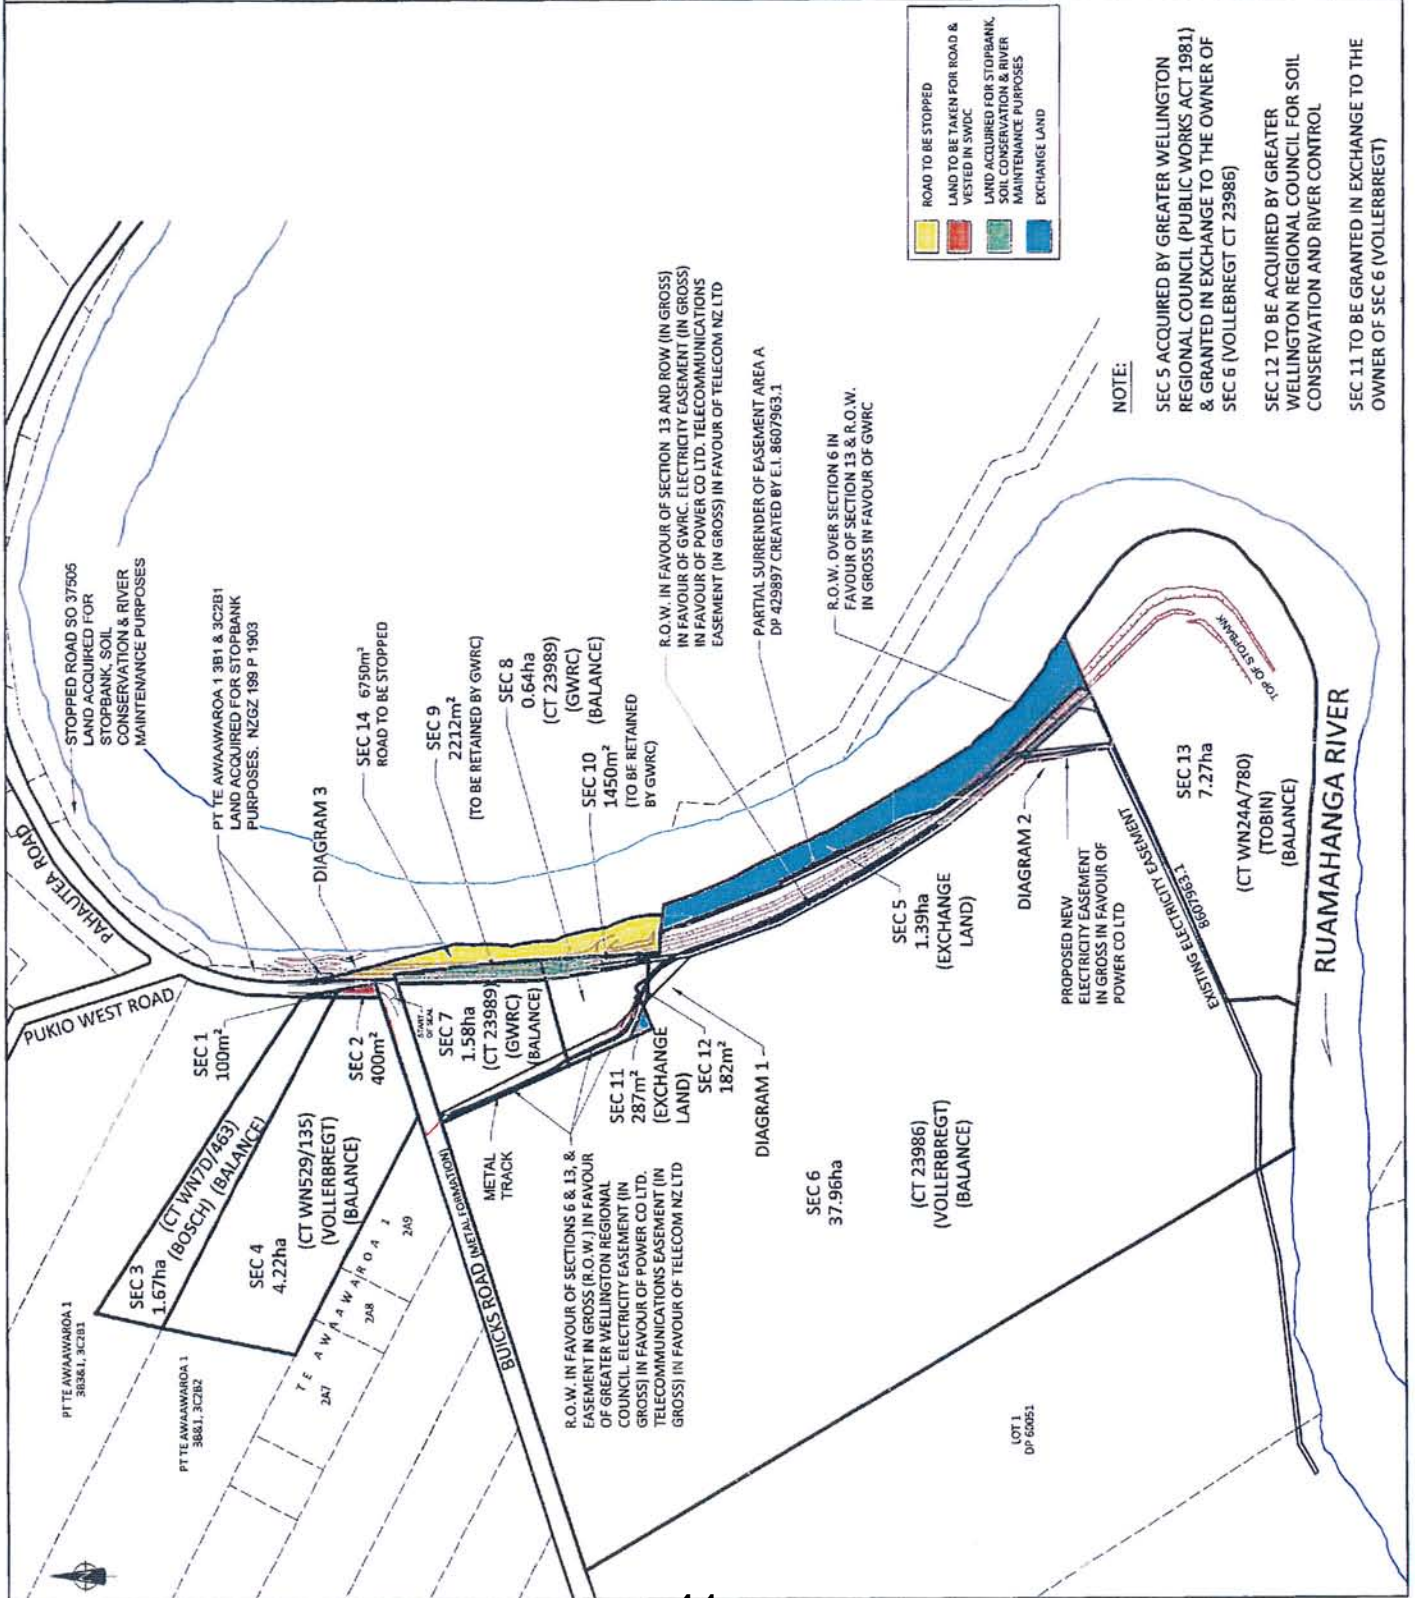 PAHAUTEA ROAD
PUKIO WEST ROAD
STOPPED ROAD SO 37505
LAND ACQUIRED FOR
STOPBANK, SOIL
CONSERVATION & RIVER
MAINTENANCE PURPOSES
PT TE AWAAWAROA 1 3B1 & 3C2B1
LAND ACQUIRED FOR STOPBANK
PURPOSES. NZGZ 199 P 1903
DIAGRAM 3
SEC 14 6750m²
ROAD TO BE STOPPED
SEC 9
2212m²
(TO BE RETAINED BY GWRC)
SEC 8
0.64ha
(CT 23989)
(GWRC)
(BALANCE)
SEC 10
1450m²
(TO BE RETAINED
BY GWRC)
R.O.W. IN FAVOUR OF SECTION 13 AND ROW (IN GROSS)
IN FAVOUR OF GWRC. ELECTRICITY EASEMENT (IN GROSS)
IN FAVOUR OF POWER CO LTD. TELECOMMUNICATIONS
EASEMENT (IN GROSS) IN FAVOUR OF TELECOM NZ LTD
PARTIAL SURRENDER OF EASEMENT AREA A
DP 429897 CREATED BY E.I. 8607963.1
R.O.W. OVER SECTION 6 IN
FAVOUR OF SECTION 13 & R.O.W.
IN GROSS IN FAVOUR OF GWRC
ROAD TO BE STOPPED
LAND TO BE TAKEN FOR ROAD &
VESTED IN SWDC
LAND ACQUIRED FOR STOPBANK,
SOIL CONSERVATION & RIVER
MAINTENANCE PURPOSES
EXCHANGE LAND
NOTE:
SEC 5 ACQUIRED BY GREATER WELLINGTON
REGIONAL COUNCIL (PUBLIC WORKS ACT 1981)
& GRANTED IN EXCHANGE TO THE OWNER OF
SEC 6 (VOLLEBREGT CT 23986)
SEC 12 TO BE ACQUIRED BY GREATER
WELLINGTON REGIONAL COUNCIL FOR SOIL
CONSERVATION AND RIVER CONTROL
SEC 11 TO BE GRANTED IN EXCHANGE TO THE
OWNER OF SEC 6 (VOLLERBREGT)
SEC 1
100m²
SEC 2
400m²
START
OF SEAL
SEC 7
1.58ha
(CT 23989)
(GWRC)
(BALANCE)
SEC 3
1.67ha
(CT WN7D/463)
(BOSCH) (BALANCE)
SEC 4
4.22ha
(CT WN529/135)
(VOLLERBREGT)
(BALANCE)
PT TE AWAAWAROA 1
3B3&1, 3C2B1
PT TE AWAAWAROA 1
3B&1, 3C2B2
TE AWAWAROA 2
2A7
2A8
2A9
BUICKS ROAD (METAL FORMATION)
METAL
TRACK
SEC 11
287m²
(EXCHANGE
LAND)
SEC 12
182m²
DIAGRAM 1
R.O.W. IN FAVOUR OF SECTIONS 6 & 13, &
EASEMENT IN GROSS (R.O.W.) IN FAVOUR
OF GREATER WELLINGTON REGIONAL
COUNCIL. ELECTRICITY EASEMENT (IN
GROSS) IN FAVOUR OF POWER CO LTD.
TELECOMMUNICATIONS EASEMENT (IN
GROSS) IN FAVOUR OF TELECOM NZ LTD
SEC 5
1.39ha
(EXCHANGE
LAND)
DIAGRAM 2
PROPOSED NEW
ELECTRICITY EASEMENT
IN GROSS IN FAVOUR OF
POWER CO LTD
EXISTING ELECTRICITY EASEMENT
8607963.1
SEC 13
7.27ha
(CT WN24A/780)
(TOBIN)
(BALANCE)
TOP OF STOPBANK
RUAMAHANGA RIVER
SEC 6
37.96ha
(CT 23986)
(VOLLERBREGT)
(BALANCE)
LOT 1
DP 60051